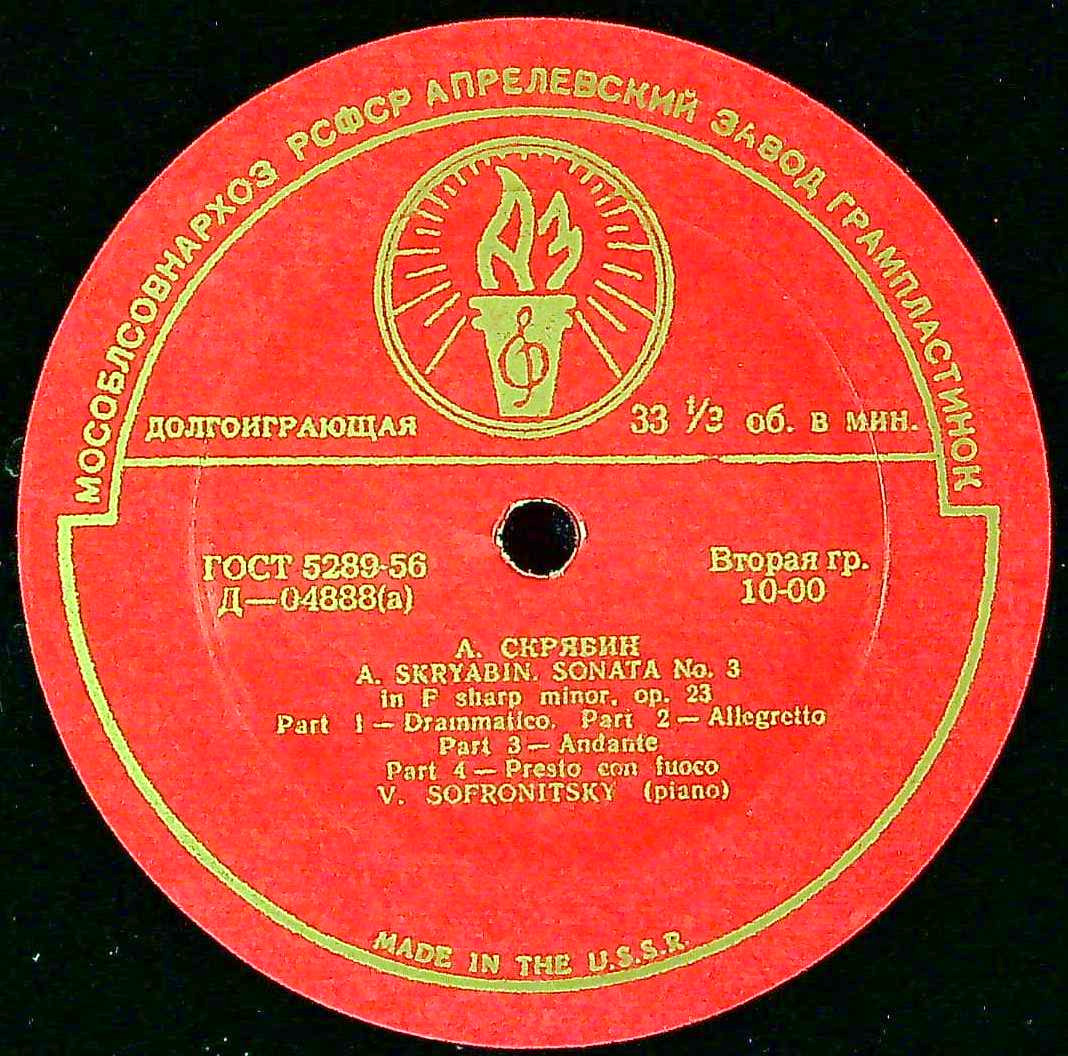 МОСОБЛСОВНАРХОЗ РСФСР АПРЕЛЕВСКИЙ ЗАВОД ГРАМПЛАСТИНОК
АЗ
ДОЛГОИГРАЮЩАЯ 33 ⅓ об. в мин.
ГОСТ 5289-56 Вторая гр.
Д—04888(а) 10-00
А. СКРЯБИН
A. SKRYABIN. SONATA No. 3
in F sharp minor, op. 23
Part 1 — Drammatico. Part 2 — Allegretto
Part 3 — Andante
Part 4 — Presto con fuoco
V. SOFRONITSKY (piano)
MADE IN THE U.S.S.R.